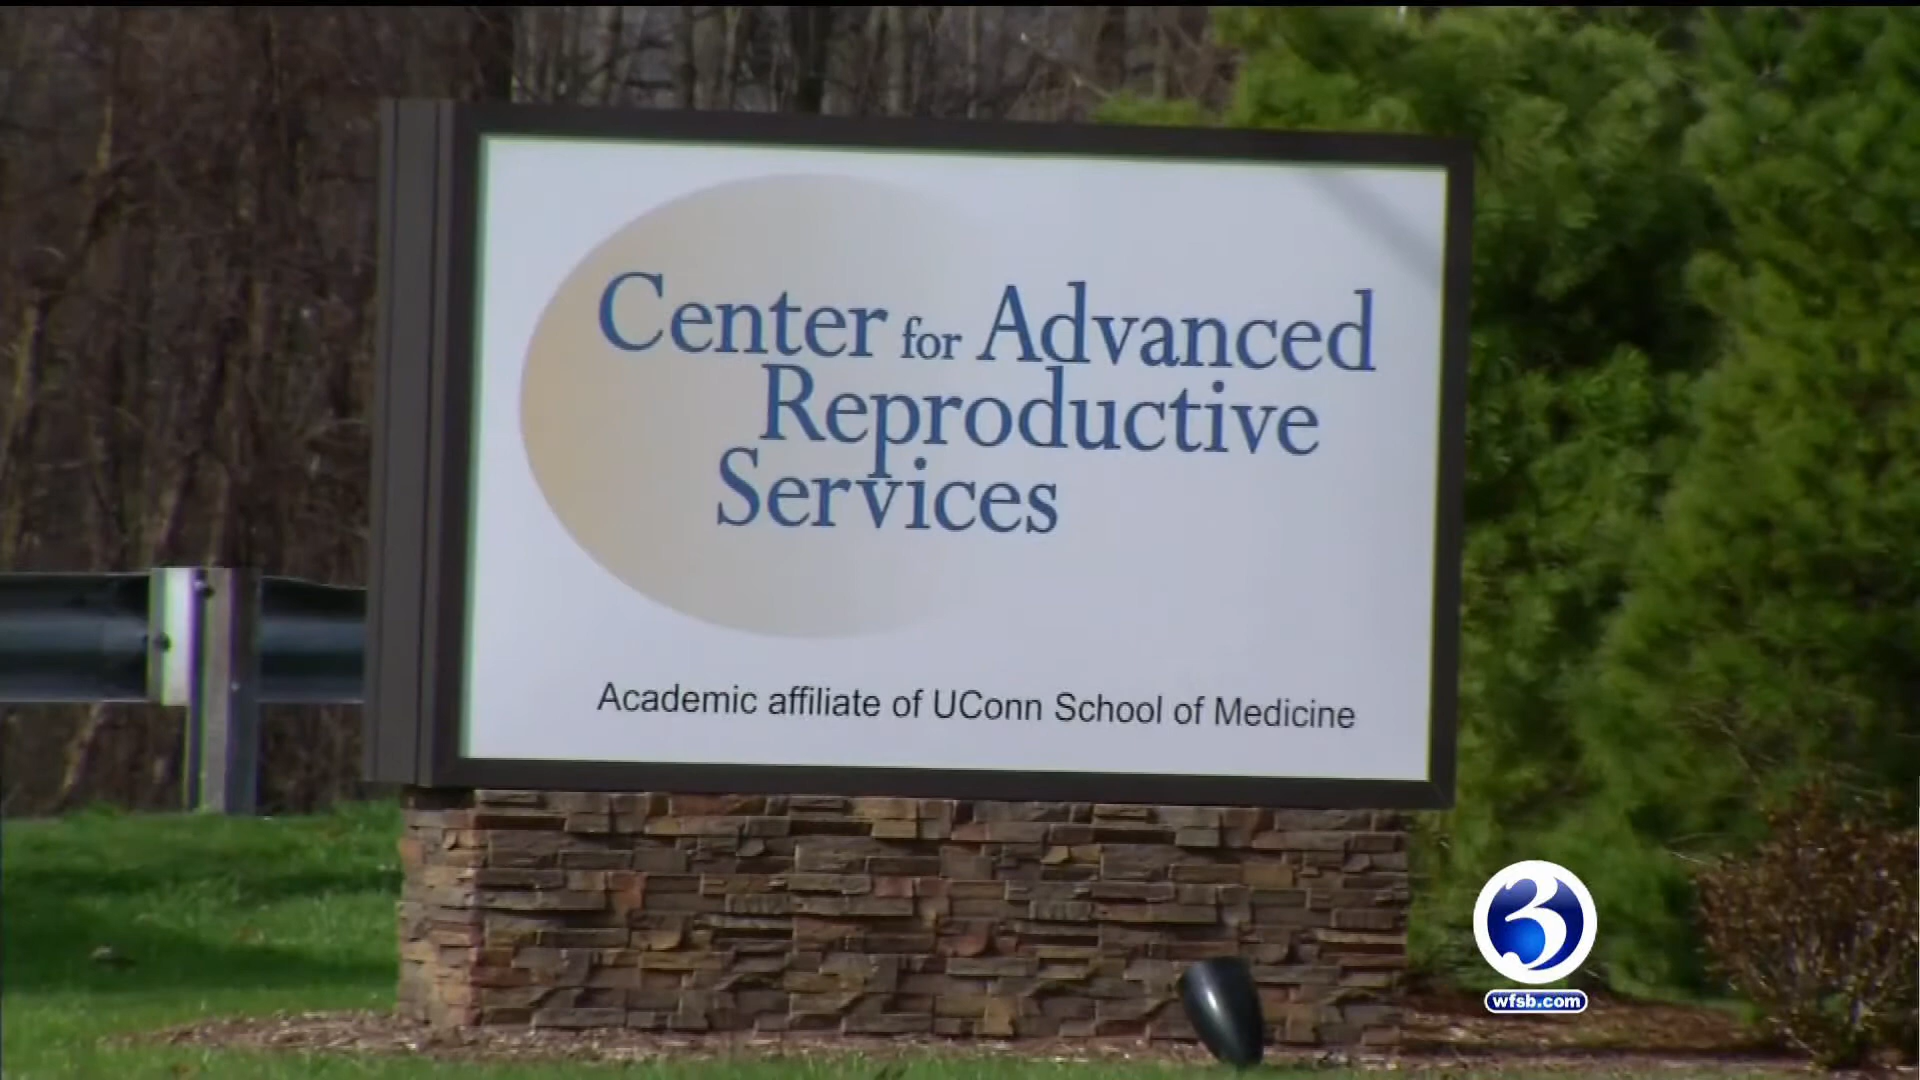 Center for Advanced
Reproductive
Services
Academic affiliate of UConn School of Medicine
3
wfsb.com